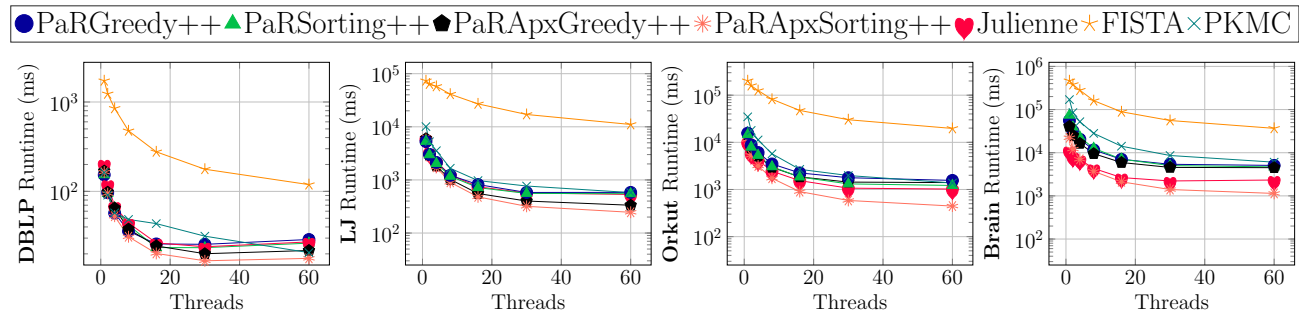 PaRGreedy++ PaRSorting++ PaRApxGreedy++ PaRApxSorting++ Julienne FISTA PKMC
DBLP Runtime (ms)
10^3
10^2
0 20 40 60
Threads
LJ Runtime (ms)
10^5
10^4
10^3
10^2
0 20 40 60
Threads
Orkut Runtime (ms)
10^5
10^4
10^3
10^2
0 20 40 60
Threads
Brain Runtime (ms)
10^6
10^5
10^4
10^3
10^2
0 20 40 60
Threads